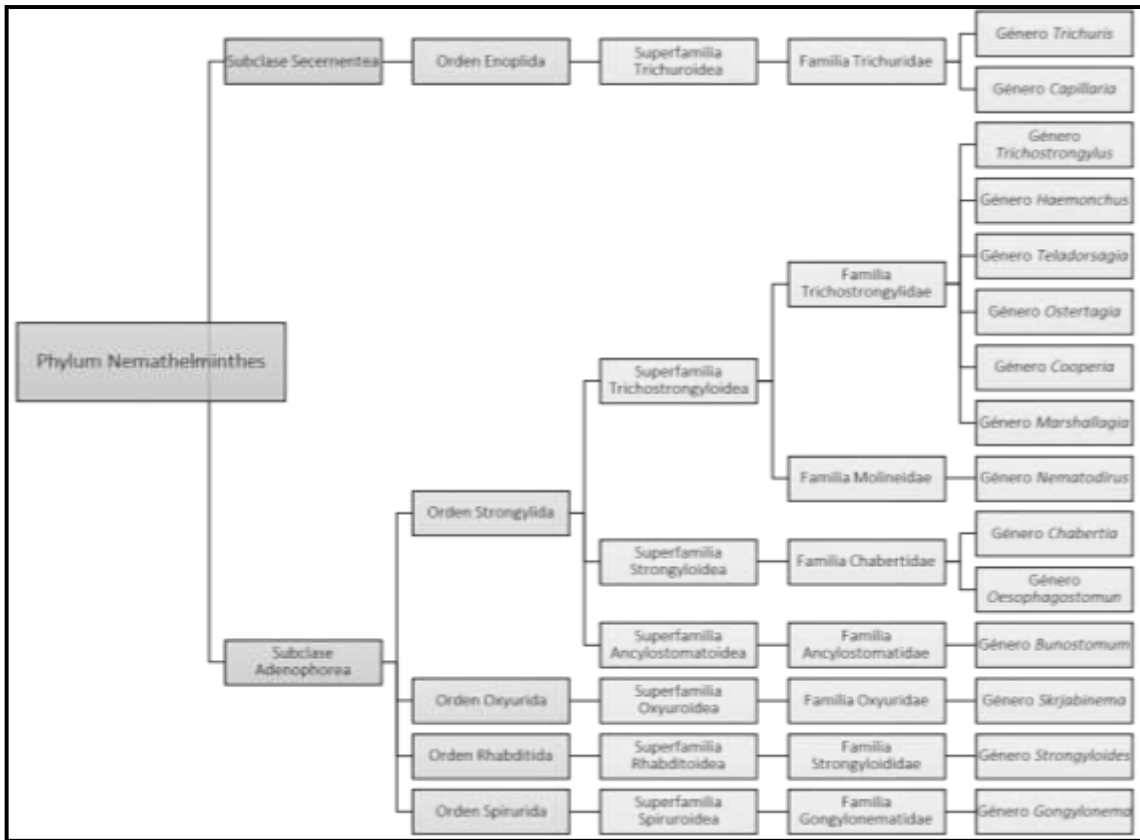 Subclase Secernentea
Orden Enoplida
Superfamilia
Trichuroidea
Familia Trichuridae
Género Trichuris
Género Capillaria
Phylum Nemathelminthes
Subclase
Adenophorea
Orden Strongylida
Superfamilia
Trichostrongyloidea
Familia
Trichostrongylidae
Género
Trichostrongylus
Género Haemonchus
Género Teladorsagia
Género Ostertagia
Género Cooperia
Género Marshallagia
Familia Molineidae
Género Nematodirus
Superfamilia
Strongyloidea
Familia Chabertidae
Género Chabertia
Género
Oesophagostomun
Superfamilia
Ancylostomatoidea
Familia
Ancylostomatidae
Género Bunostomum
Orden Oxyurida
Superfamilia
Oxyuroidea
Familia Oxyuridae
Género Skrjabinema
Orden Rhabditida
Superfamilia
Rhabditoidea
Familia
Strongyloididae
Género Strongyloides
Orden Spirurida
Superfamilia
Spiruroidea
Familia
Gongylonematidae
Género Gongylonema